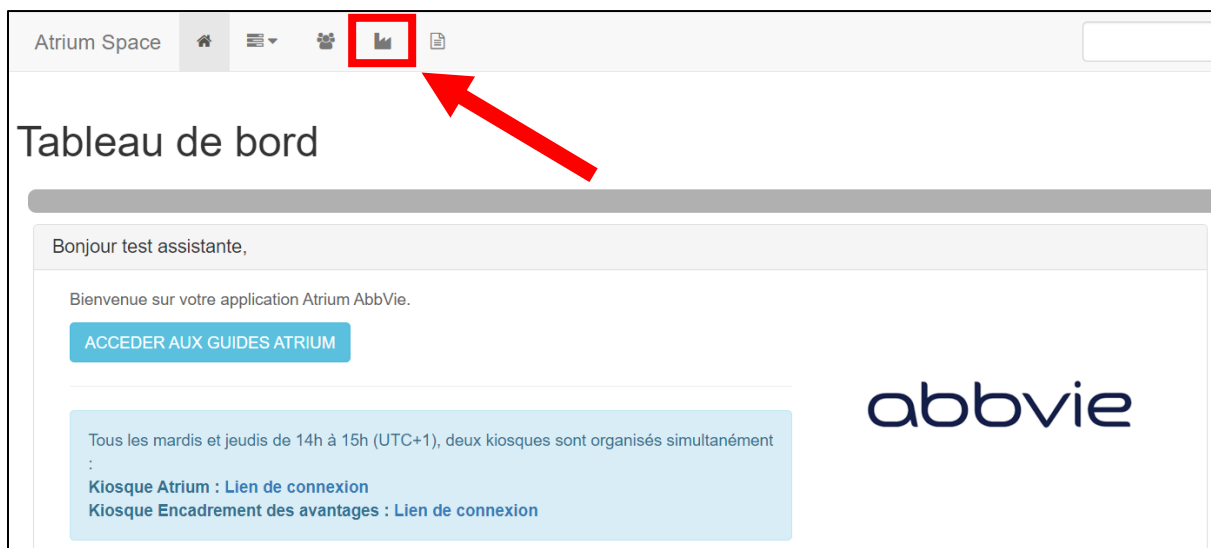 Atrium Space
Tableau de bord
Bonjour test assistante,
Bienvenue sur votre application Atrium AbbVie.
ACCEDER AUX GUIDES ATRIUM
abbvie
Tous les mardis et jeudis de 14h à 15h (UTC+1), deux kiosques sont organisés simultanément
:
Kiosque Atrium : Lien de connexion
Kiosque Encadrement des avantages : Lien de connexion